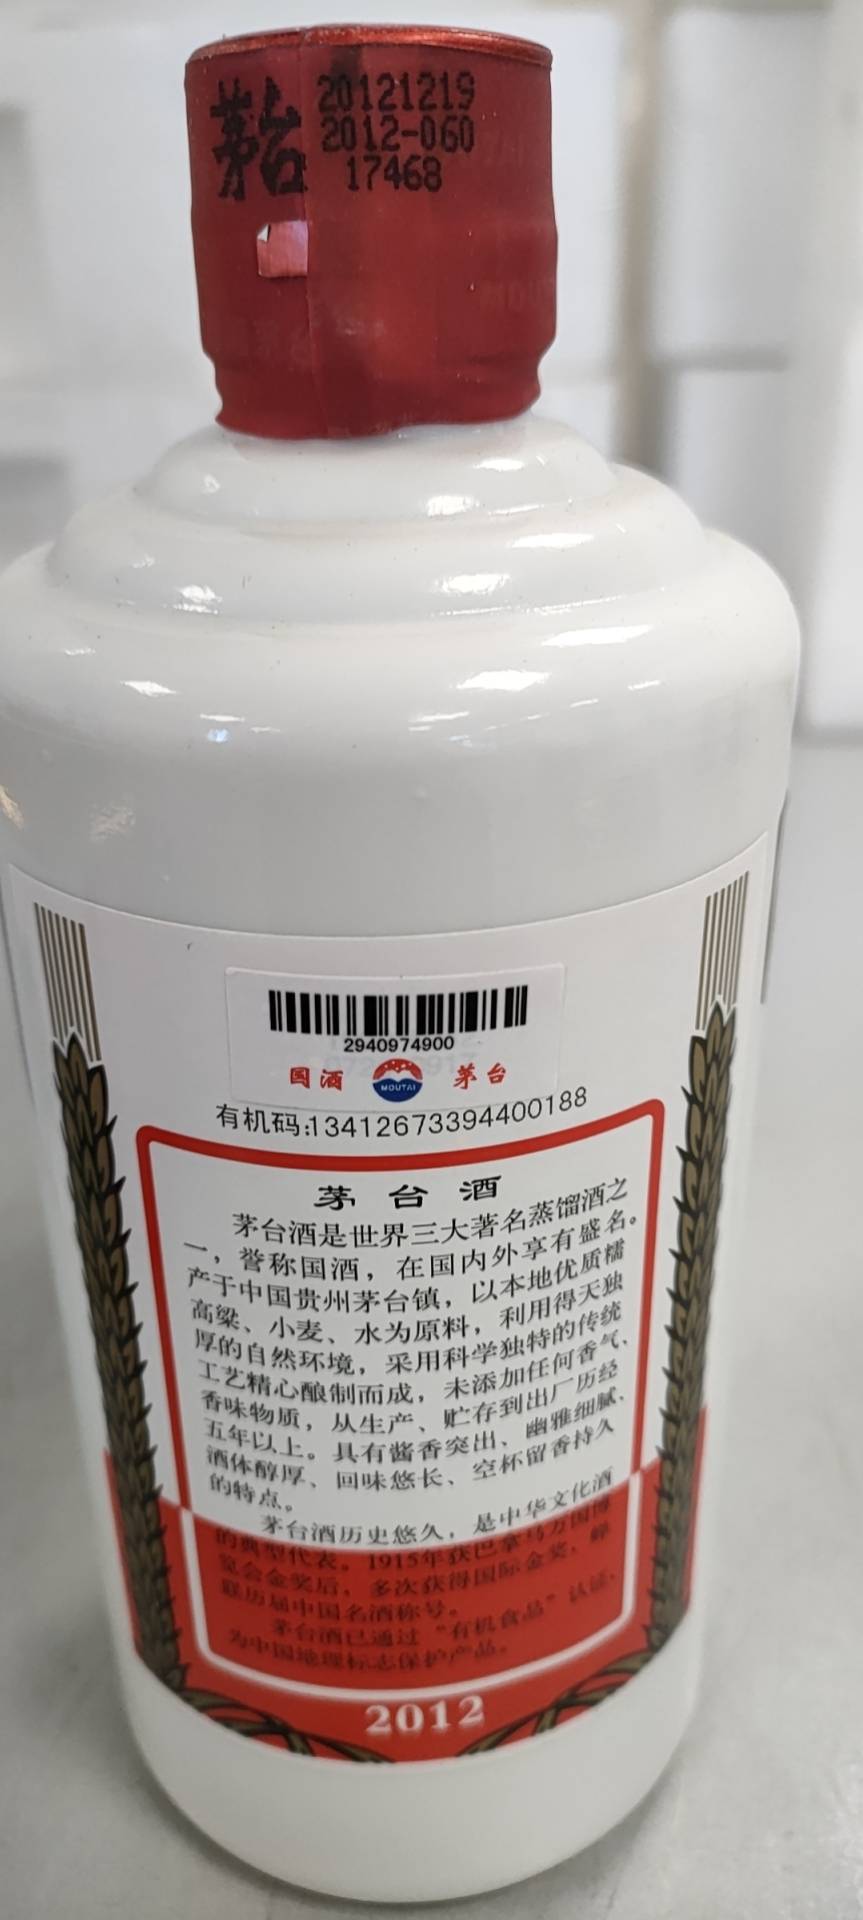 茅台
20121219
2012-060
17468
2940974900
国酒 MOUTAI 茅台
有机码:13412673394400188
茅台酒
茅台酒是世界三大著名蒸馏酒之
一，誉称国酒，在国内外享有盛名。
产于中国贵州茅台镇，以本地优质糯
高粱、小麦、水为原料，利用得天独
厚的自然环境，采用科学独特的传统
工艺精心酿制而成，未添加任何香气、
香味物质，从生产、贮存到出厂历经
五年以上。具有酱香突出、幽雅细腻、
酒体醇厚、回味悠长、空杯留香持久
的特点。
茅台酒历史悠久，是中华文化酒
的典型代表。1915年获巴拿马万国博
览会金奖后，多次获得国际金奖，蝉
联历届中国名酒称号。
茅台酒已通过“有机食品”认证，
为中国地理标志保护产品。
2012